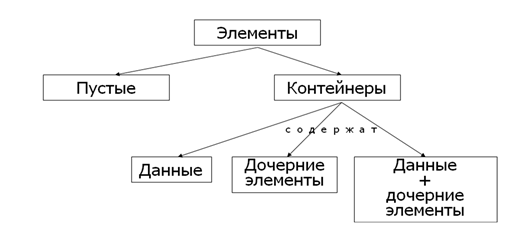 Элементы
Пустые
Контейнеры
содержат
Данные
Дочерние
элементы
Данные
+
дочерние
элементы